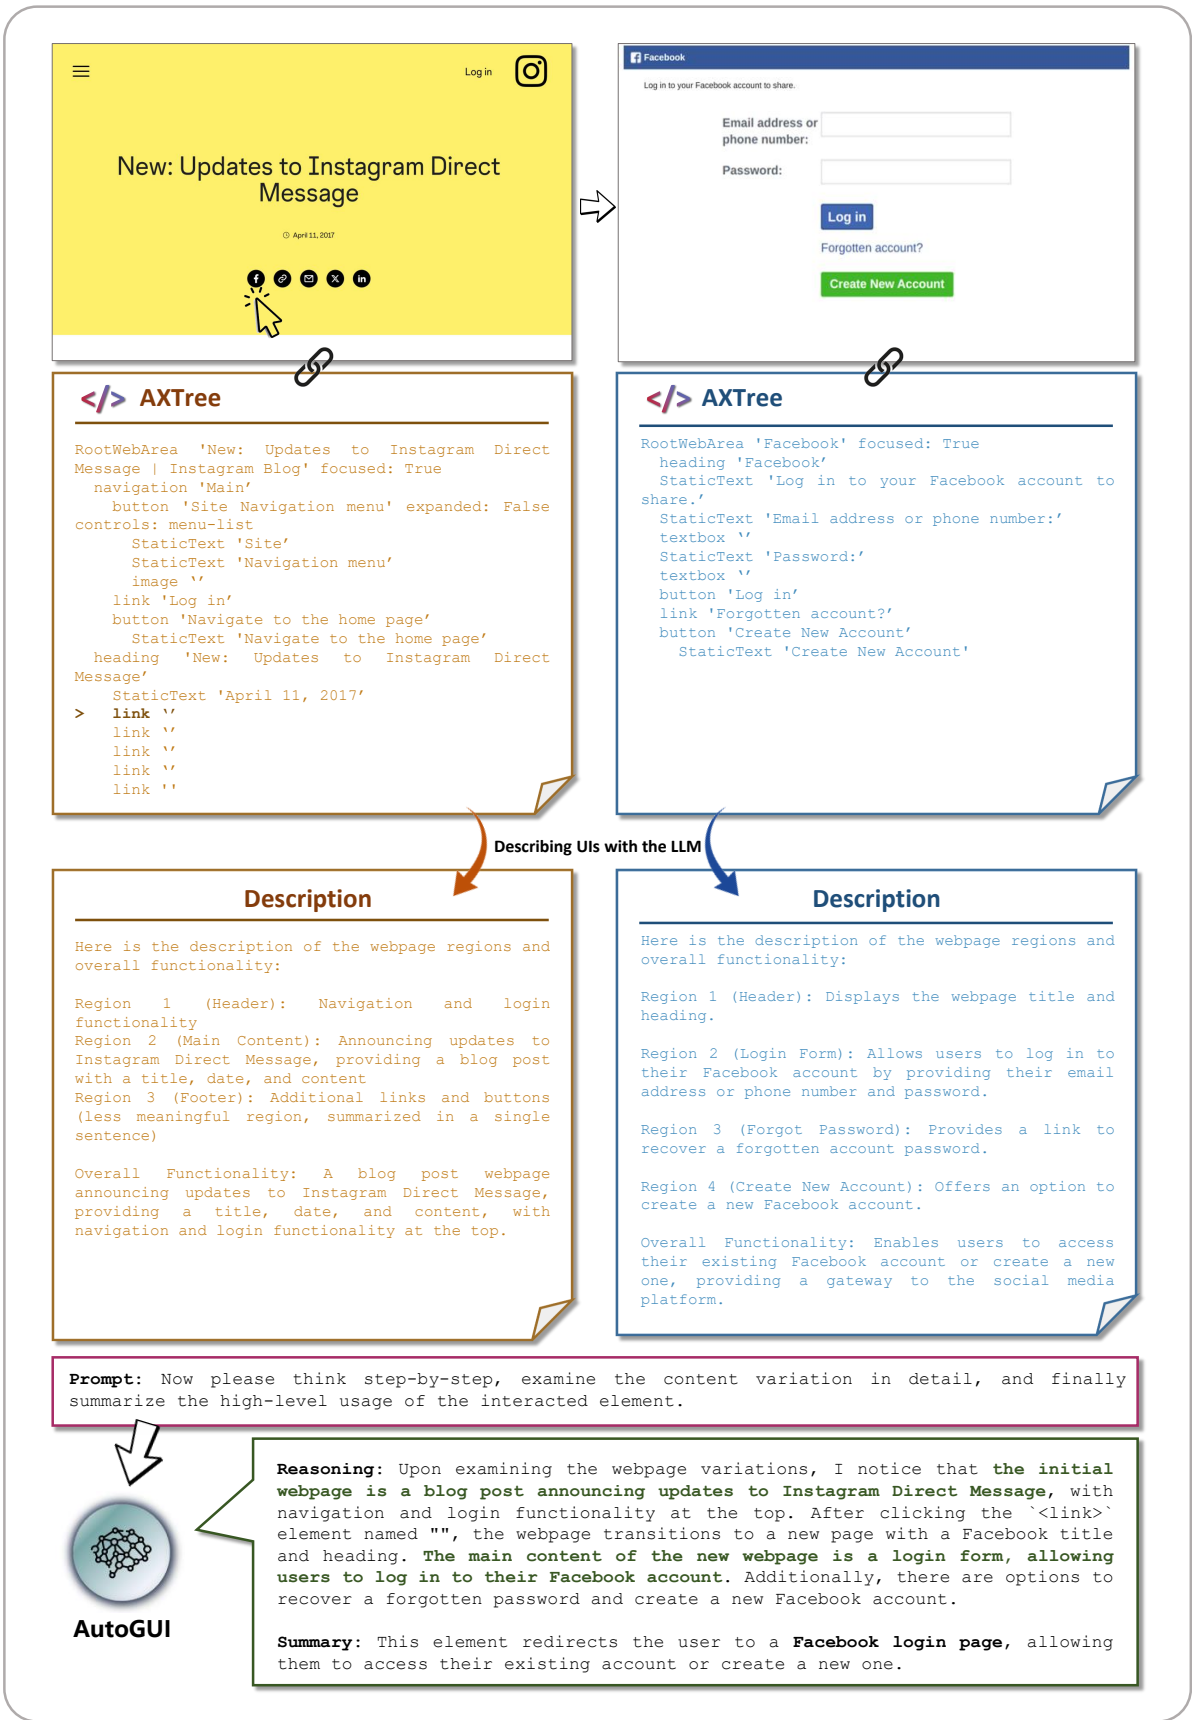 Log in
New: Updates to Instagram Direct
Message
April 11, 2017
Facebook
Log in to your Facebook account to share.
Email address or
phone number:
Password:
Log in
Forgotten account?
Create New Account
</> AXTree
RootWebArea 'New: Updates to Instagram Direct
Message | Instagram Blog' focused: True
navigation 'Main’
button 'Site Navigation menu' expanded: False
controls: menu-list
StaticText 'Site’
StaticText 'Navigation menu’
image ‘’
link 'Log in’
button 'Navigate to the home page’
StaticText 'Navigate to the home page’
heading 'New: Updates to Instagram Direct
Message’
StaticText 'April 11, 2017’
> link ‘’
link ‘’
link ‘’
link ‘’
link ''
</> AXTree
RootWebArea 'Facebook' focused: True
heading 'Facebook’
StaticText 'Log in to your Facebook account to
share.’
StaticText 'Email address or phone number:’
textbox ‘’
StaticText 'Password:’
textbox ‘’
button 'Log in’
link 'Forgotten account?’
button 'Create New Account’
StaticText 'Create New Account'
Describing UIs with the LLM
Description
Here is the description of the webpage regions and
overall functionality:
Region 1 (Header): Navigation and login
functionality
Region 2 (Main Content): Announcing updates to
Instagram Direct Message, providing a blog post
with a title, date, and content
Region 3 (Footer): Additional links and buttons
(less meaningful region, summarized in a single
sentence)
Overall Functionality: A blog post webpage
announcing updates to Instagram Direct Message,
providing a title, date, and content, with
navigation and login functionality at the top.
Description
Here is the description of the webpage regions and
overall functionality:
Region 1 (Header): Displays the webpage title and
heading.
Region 2 (Login Form): Allows users to log in to
their Facebook account by providing their email
address or phone number and password.
Region 3 (Forgot Password): Provides a link to
recover a forgotten account password.
Region 4 (Create New Account): Offers an option to
create a new Facebook account.
Overall Functionality: Enables users to access
their existing Facebook account or create a new
one, providing a gateway to the social media
platform.
Prompt: Now please think step-by-step, examine the content variation in detail, and finally
summarize the high-level usage of the interacted element.
AutoGUI
Reasoning: Upon examining the webpage variations, I notice that the initial
webpage is a blog post announcing updates to Instagram Direct Message, with
navigation and login functionality at the top. After clicking the `<link>`
element named "", the webpage transitions to a new page with a Facebook title
and heading. The main content of the new webpage is a login form, allowing
users to log in to their Facebook account. Additionally, there are options to
recover a forgotten password and create a new Facebook account.
Summary: This element redirects the user to a Facebook login page, allowing
them to access their existing account or create a new one.